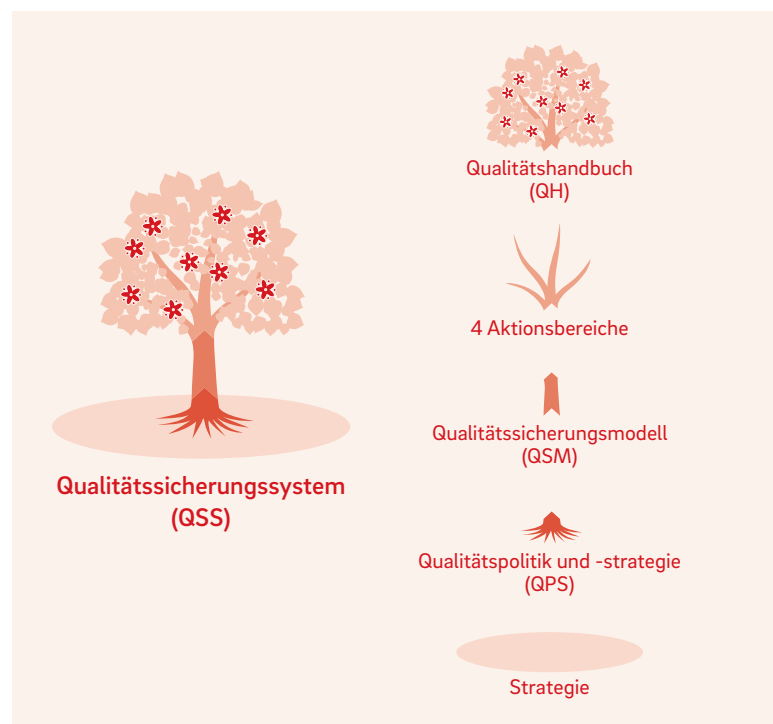 Qualitätssicherungssystem
(QSS)
Qualitätshandbuch
(QH)
4 Aktionsbereiche
Qualitätssicherungsmodell
(QSM)
Qualitätspolitik und -strategie
(QPS)
Strategie